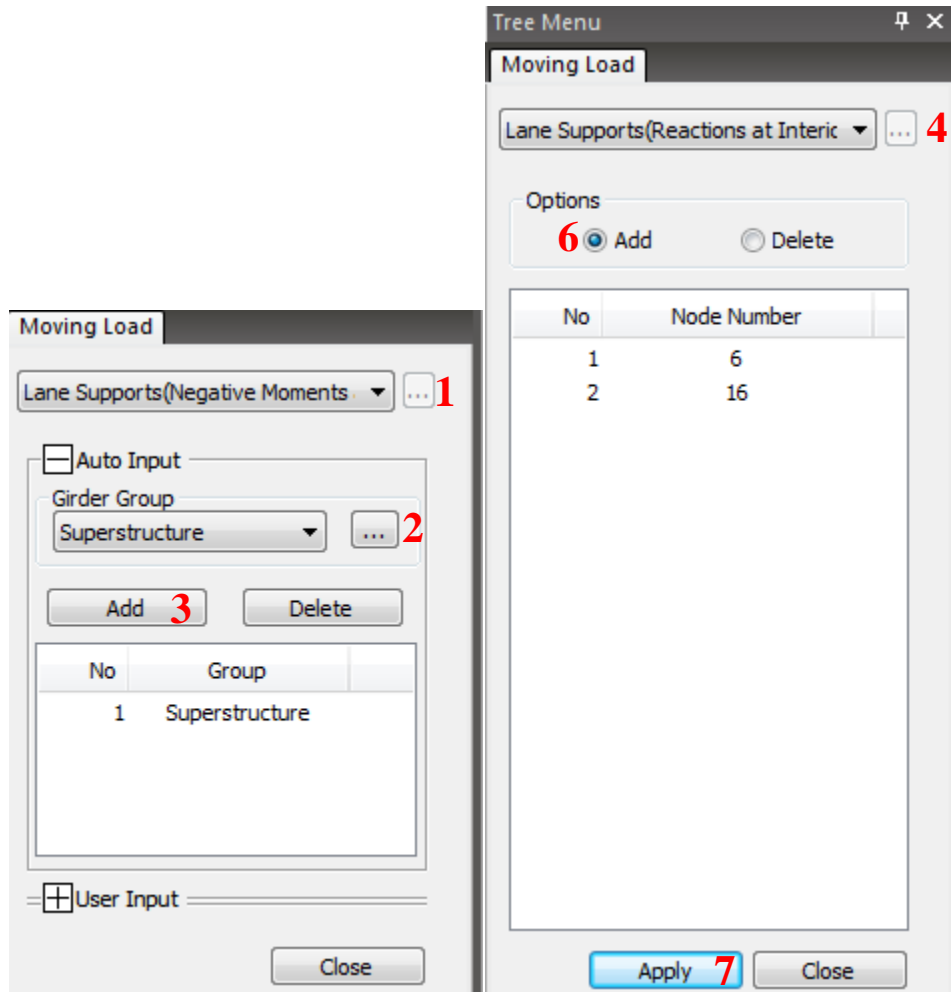 Moving Load
Lane Supports(Negative Moments
1
Auto Input
Girder Group
Superstructure
...
2
Add
3
Delete
No Group
1 Superstructure
User Input
Close
Tree Menu
Moving Load
Lane Supports(Reactions at Interic
...
4
Options
6
Add
Delete
No Node Number
1 6
2 16
Apply
7
Close